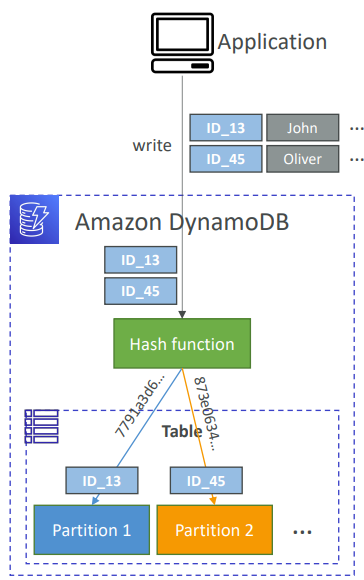 Application
write
ID_13 John ...
ID_45 Oliver ...
Amazon DynamoDB
ID_13
ID_45
Hash function
7791a3d6...
873e0634...
Table
ID_13
ID_45
Partition 1
Partition 2
...